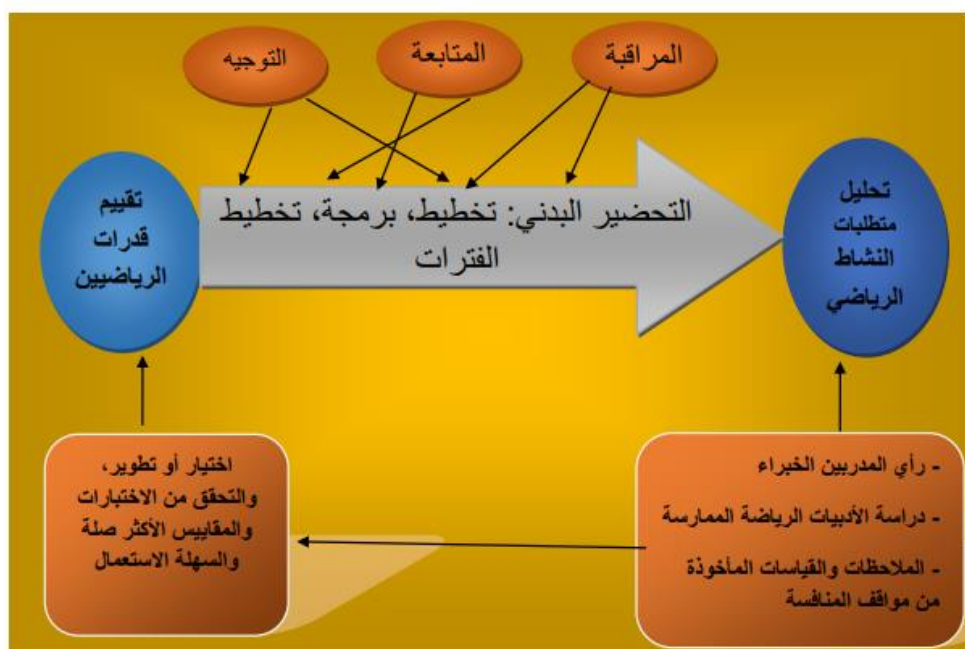 المراقبة
المتابعة
التوجيه
تحليل
متطلبات
النشاط
الرياضي
التحضير البدني: تخطيط، برمجة، تخطيط
الفترات
تقييم
قدرات
الرياضيين
- رأي المدربين الخبراء
- دراسة الأدبيات الرياضة الممارسة
- الملاحظات والقياسات المأخوذة
من مواقف المنافسة
اختيار أو تطوير،
والتحقق من الاختبارات
والمقاييس الأكثر صلة
والسهلة الاستعمال